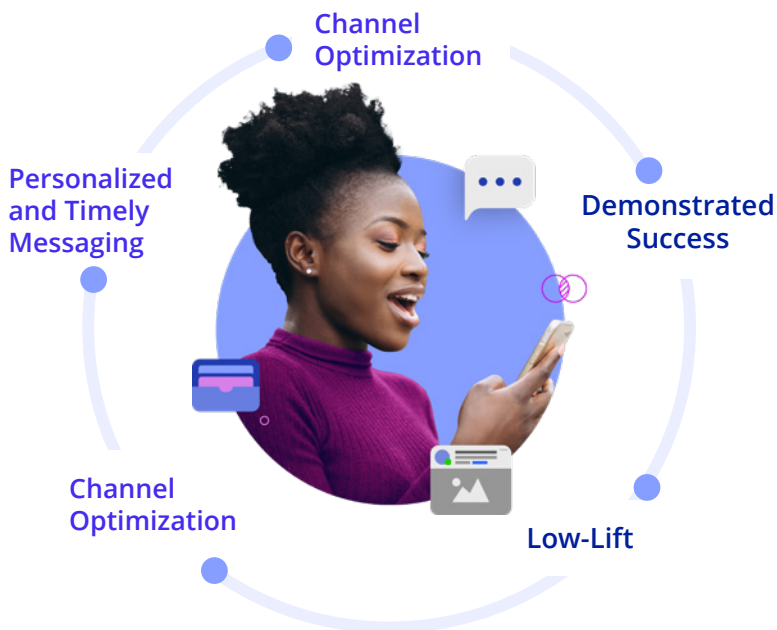 Channel
Optimization
Personalized
and Timely
Messaging
Demonstrated
Success
Channel
Optimization
Low-Lift